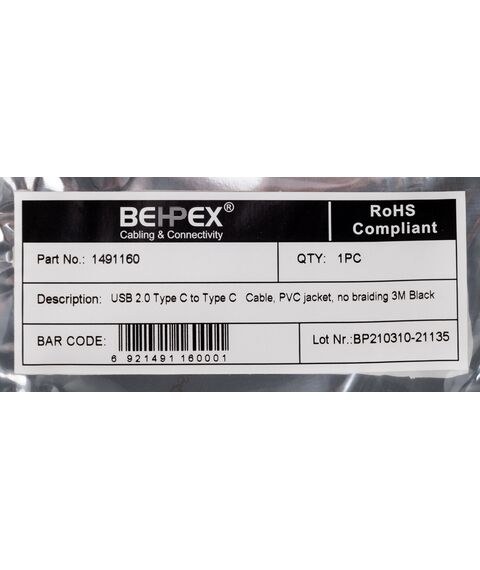 BEHPEX®
Cabling & Connectivity
RoHS
Compliant
Part No.: 1491160
QTY: 1PC
Description: USB 2.0 Type C to Type C Cable, PVC jacket, no braiding 3M Black
BAR CODE:
6 921491 160001
Lot Nr.:BP210310-21135